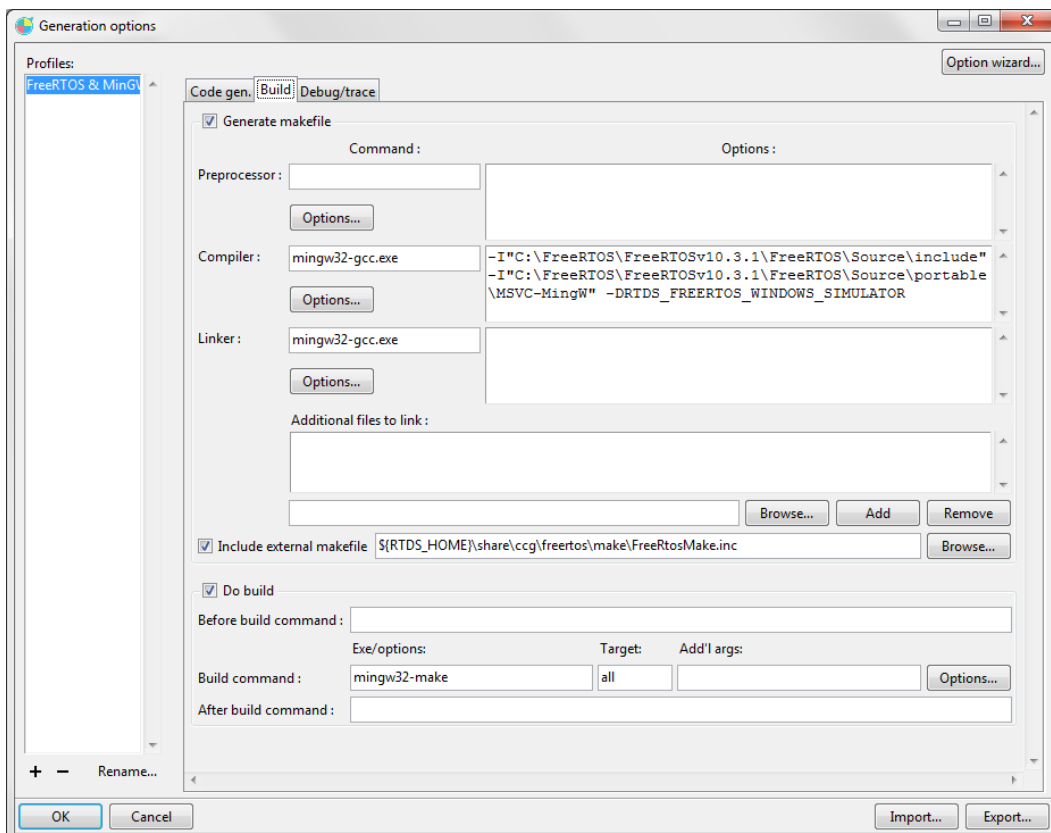 Generation options
Profiles:
Option wizard...
FreeRTOS & MinGW
Code gen. Build Debug/trace
Generate makefile
Command : Options :
Preprocessor :
Options...
Compiler : mingw32-gcc.exe -I"C:\FreeRTOS\FreeRTOSv10.3.1\FreeRTOS\Source\include"
-I"C:\FreeRTOS\FreeRTOSv10.3.1\FreeRTOS\Source\portable
Options... \MSVC-MingW" -DRTDS_FREERTOS_WINDOWS_SIMULATOR
Linker : mingw32-gcc.exe
Options...
Additional files to link :
Browse... Add Remove
Include external makefile ${RTDS_HOME}\share\ccg\freertos\make\FreeRtosMake.inc Browse...
Do build
Before build command :
Exe/options: Target: Add'l args:
Build command : mingw32-make all Options...
After build command :
+ − Rename...
OK Cancel Import... Export...